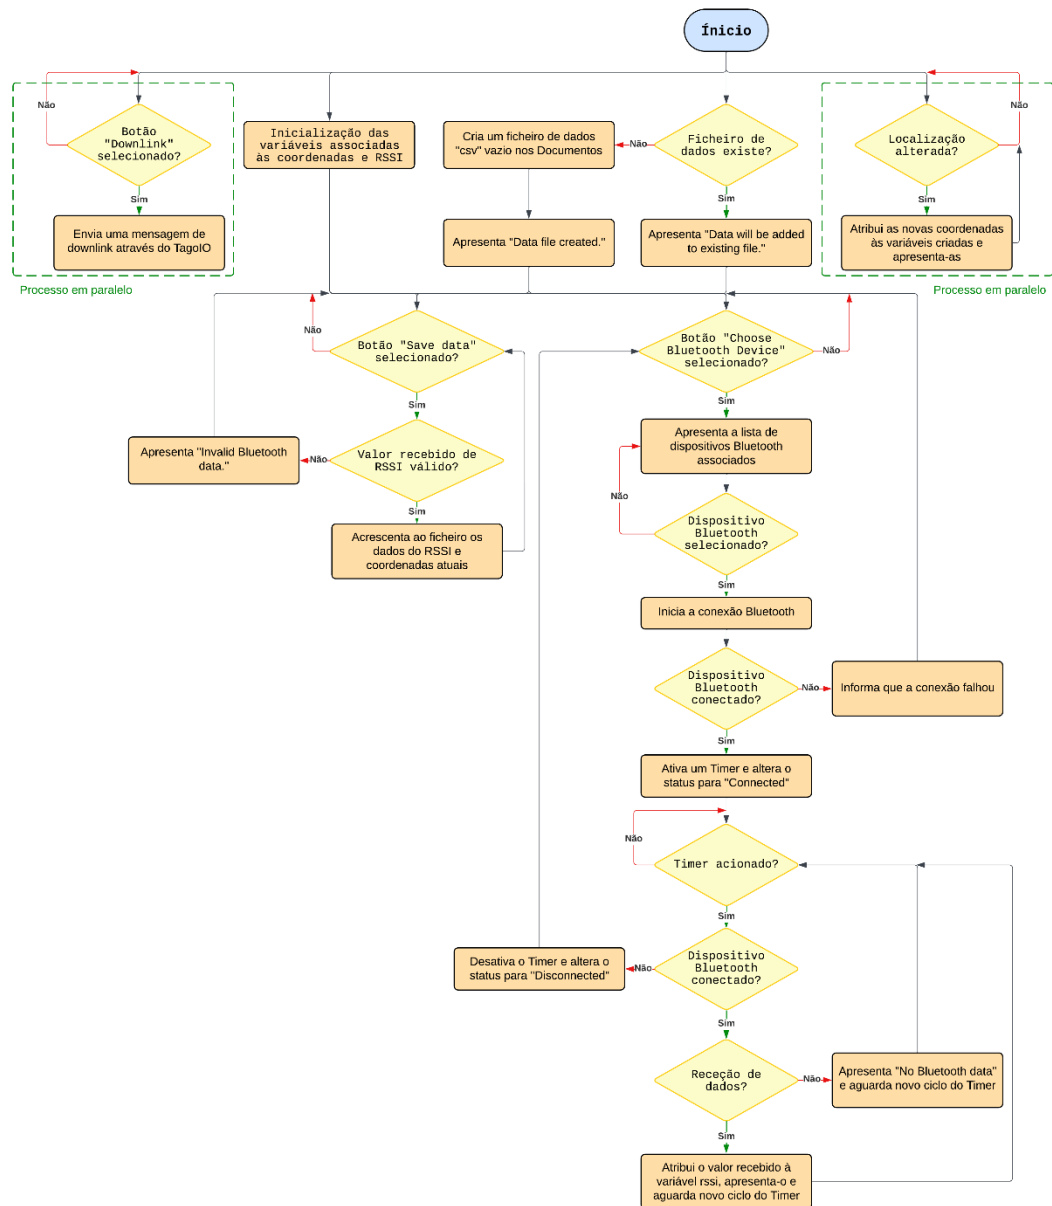 Ínicio
Não
Botão
"Downlink"
selecionado?
Sim
Envia uma mensagem de
downlink através do TagoIO
Processo em paralelo
Inicialização das
variáveis associadas
às coordenadas e RSSI
Cria um ficheiro de dados
"csv" vazio nos Documentos
Não
Ficheiro de
dados existe?
Sim
Apresenta "Data file created."
Apresenta "Data will be added
to existing file."
Não
Localização
alterada?
Sim
Atribui as novas coordenadas
às variáveis criadas e
apresenta-as
Processo em paralelo
Não
Botão "Save data"
selecionado?
Sim
Apresenta "Invalid Bluetooth
data."
Não
Valor recebido de
RSSI válido?
Sim
Acrescenta ao ficheiro os
dados do RSSI e
coordenadas atuais
Botão "Choose
Bluetooth Device"
selecionado?
Não
Sim
Apresenta a lista de
dispositivos Bluetooth
associados
Não
Dispositivo
Bluetooth
selecionado?
Sim
Inicia a conexão Bluetooth
Dispositivo
Bluetooth
conectado?
Não
Informa que a conexão falhou
Sim
Ativa um Timer e altera o
status para "Connected"
Não
Timer acionado?
Sim
Desativa o Timer e altera o
status para "Disconnected"
Não
Dispositivo
Bluetooth
conectado?
Sim
Receção de
dados?
Não
Apresenta "No Bluetooth data"
e aguarda novo ciclo do Timer
Sim
Atribui o valor recebido à
variável rssi, apresenta-o e
aguarda novo ciclo do Timer